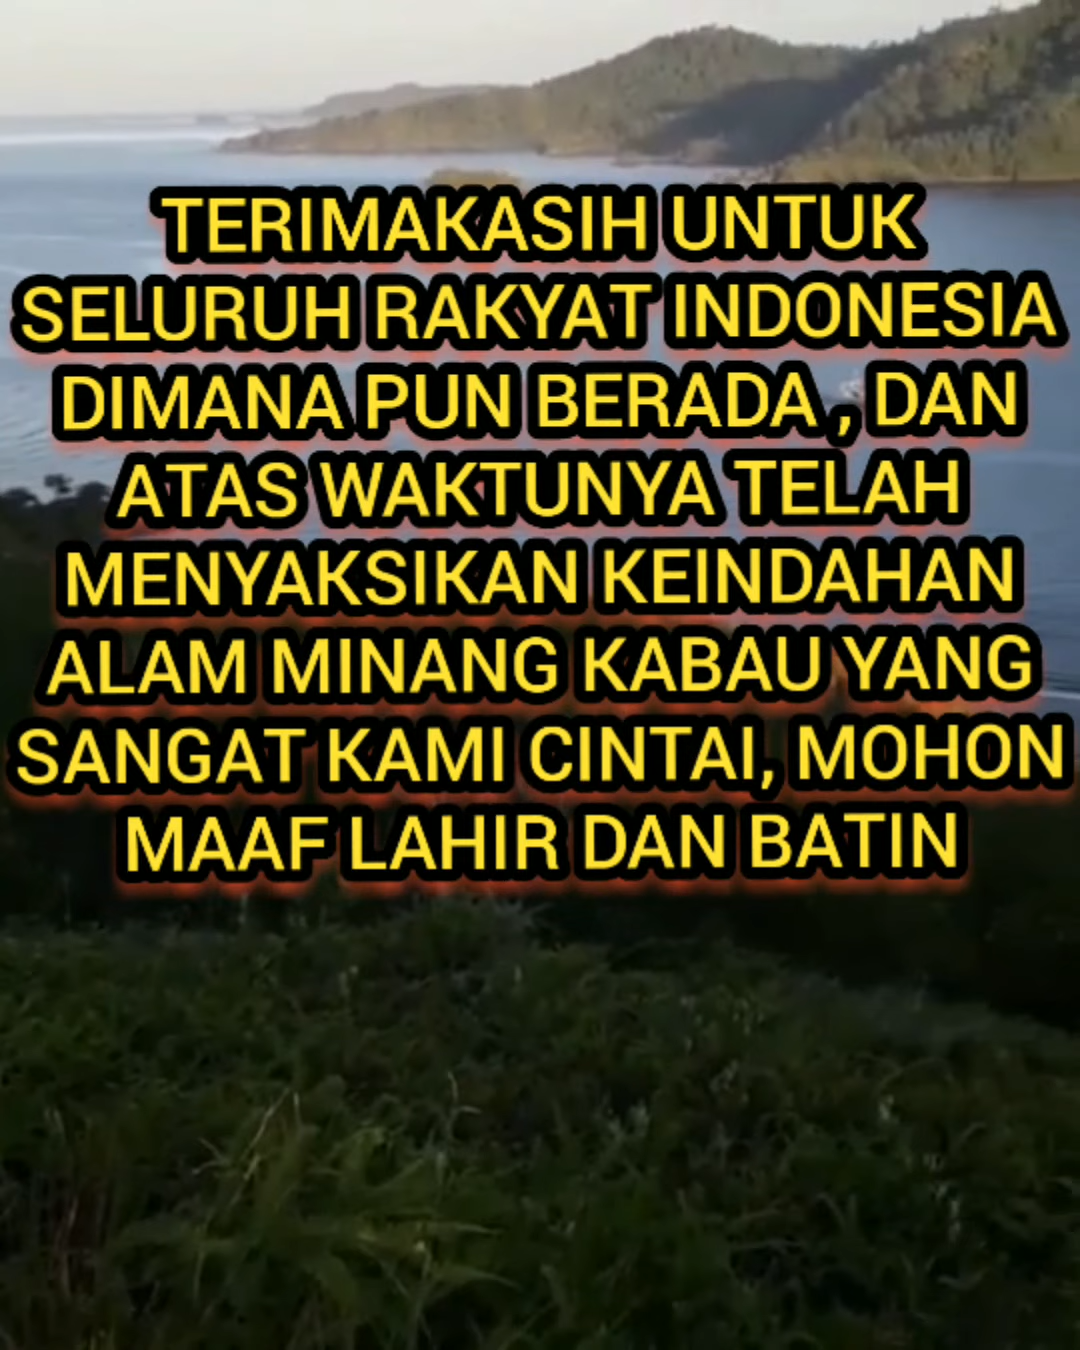 TERIMAKASIH UNTUK
SELURUH RAKYAT INDONESIA
DIMANA PUN BERADA , DAN
ATAS WAKTUNYA TELAH
MENYAKSIKAN KEINDAHAN
ALAM MINANG KABAU YANG
SANGAT KAMI CINTAI, MOHON
MAAF LAHIR DAN BATIN